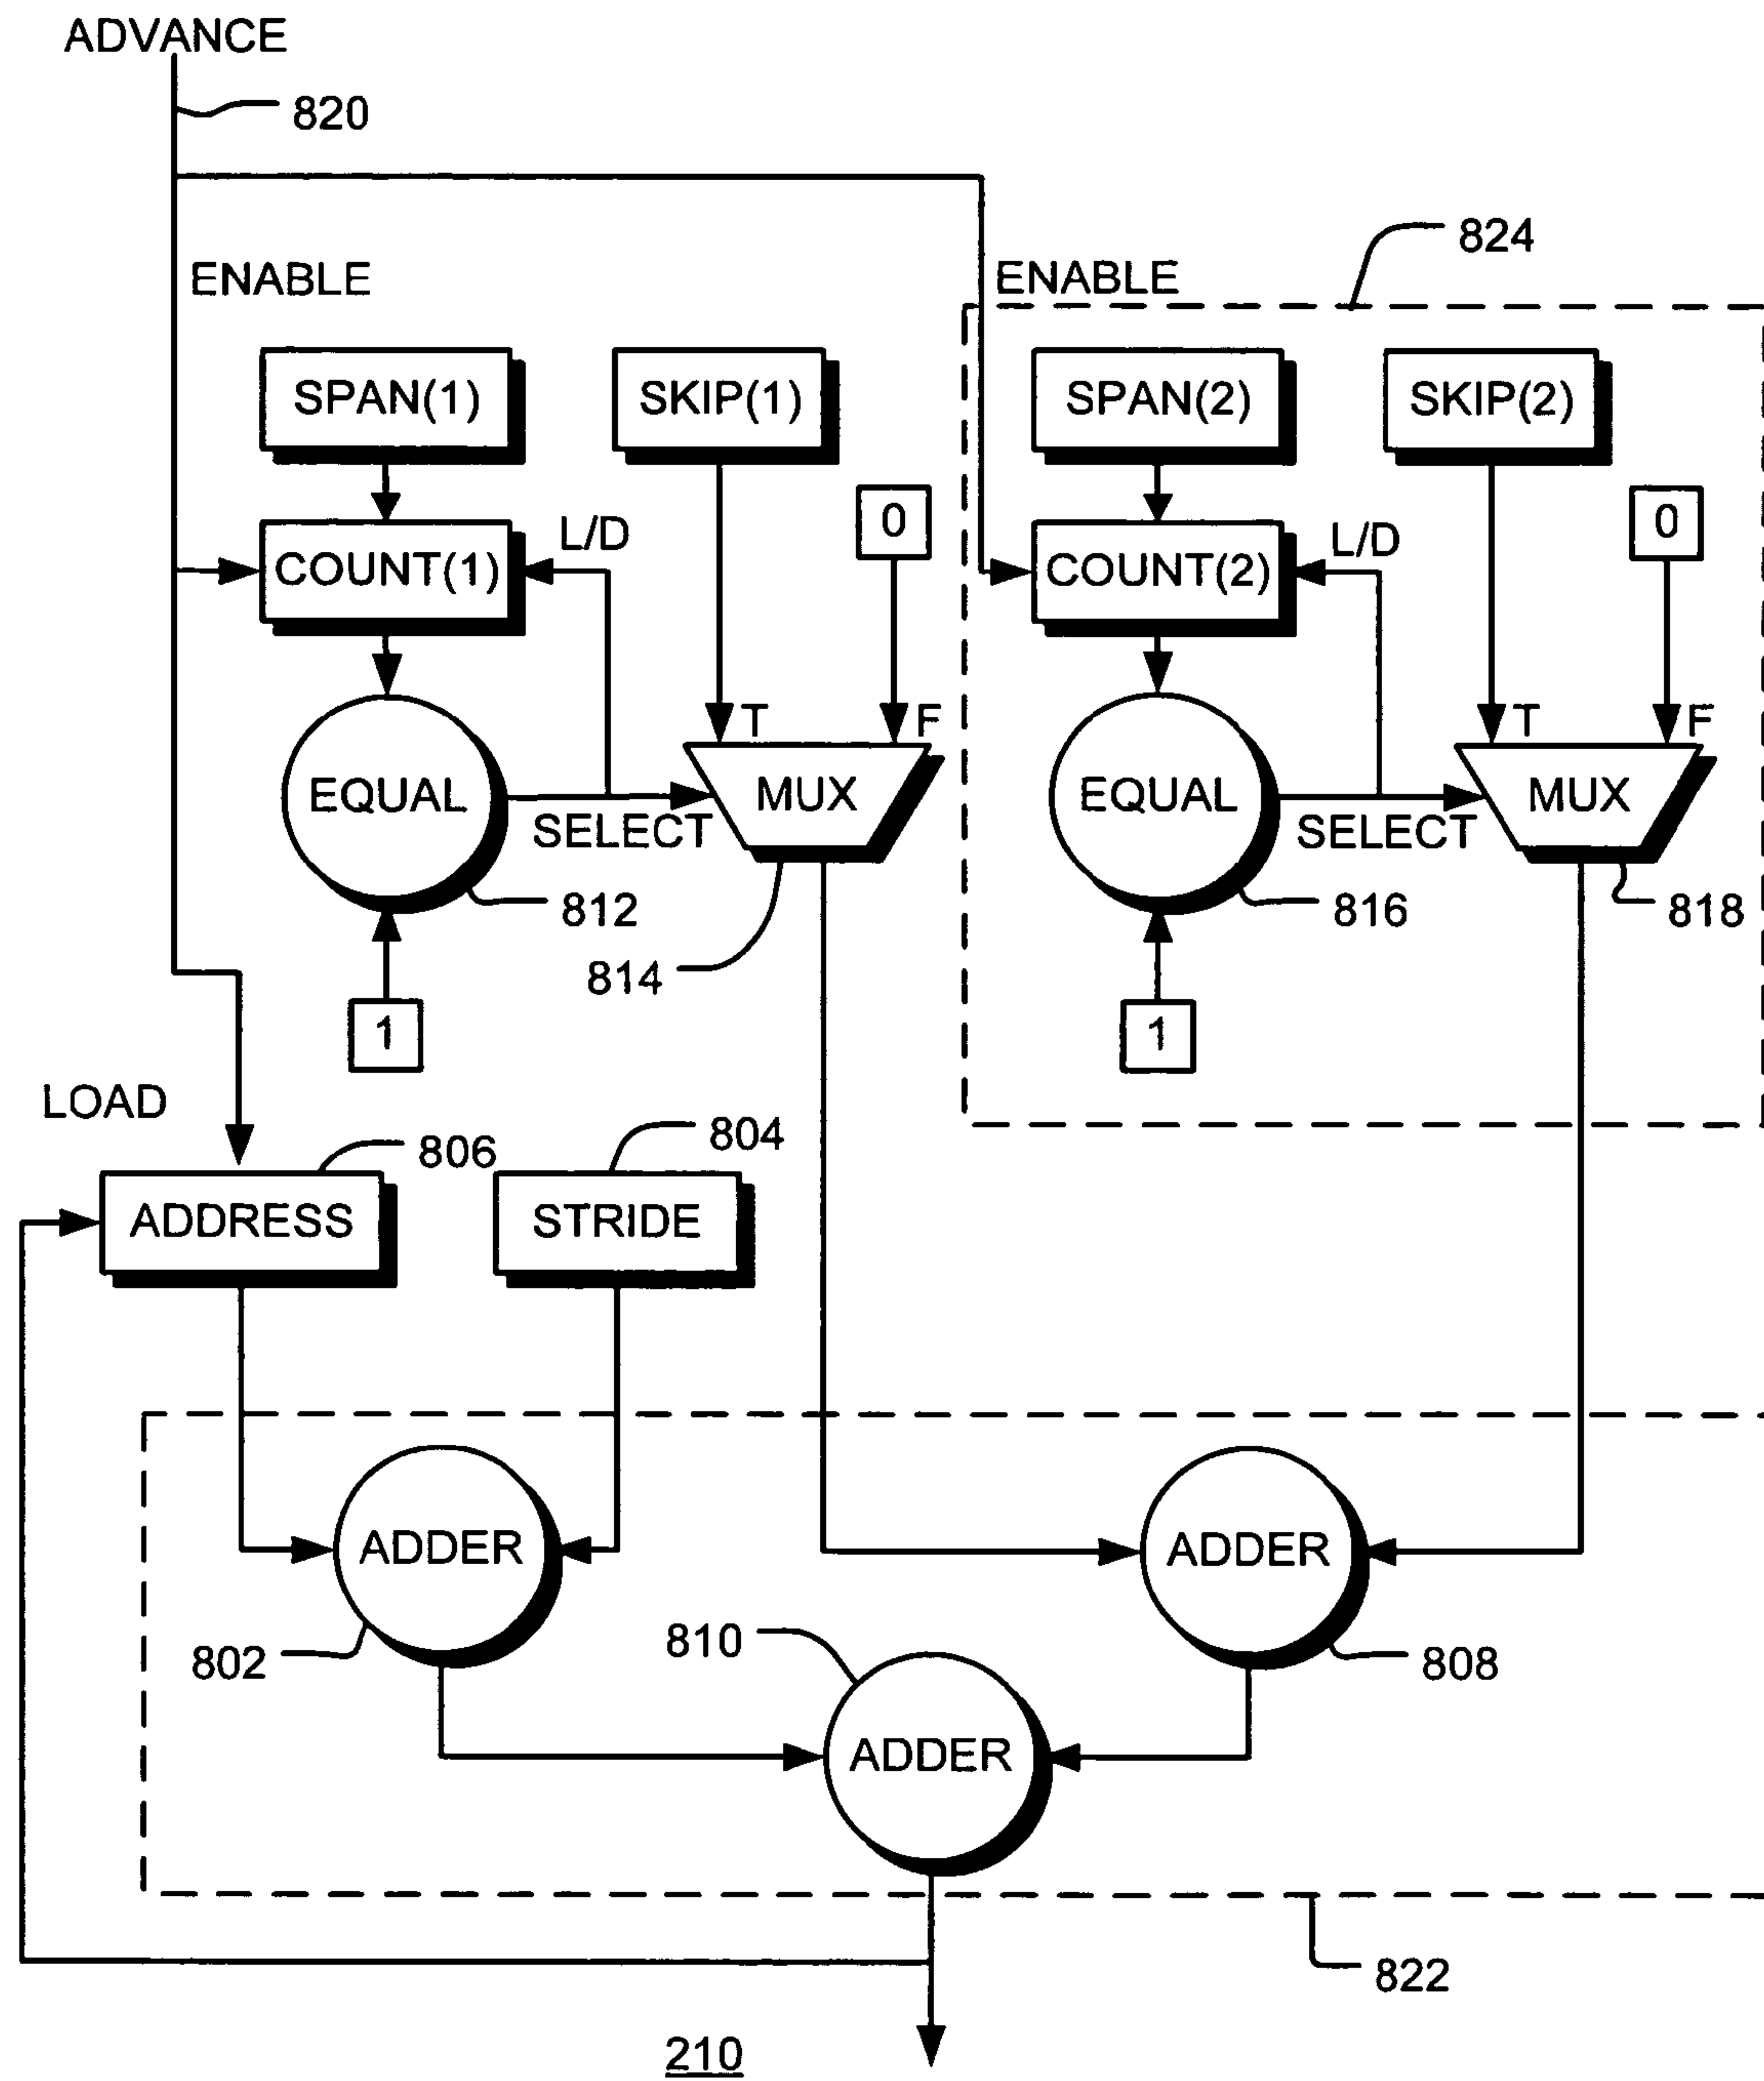 ADVANCE
820
824
ENABLE
ENABLE
SPAN(1)
SKIP(1)
SPAN(2)
SKIP(2)
0
0
L/D
L/D
COUNT(1)
COUNT(2)
T
F
T
F
EQUAL
MUX
EQUAL
MUX
SELECT
SELECT
812
816
818
814
1
1
LOAD
806
804
ADDRESS
STRIDE
ADDER
ADDER
802
810
808
ADDER
822
210